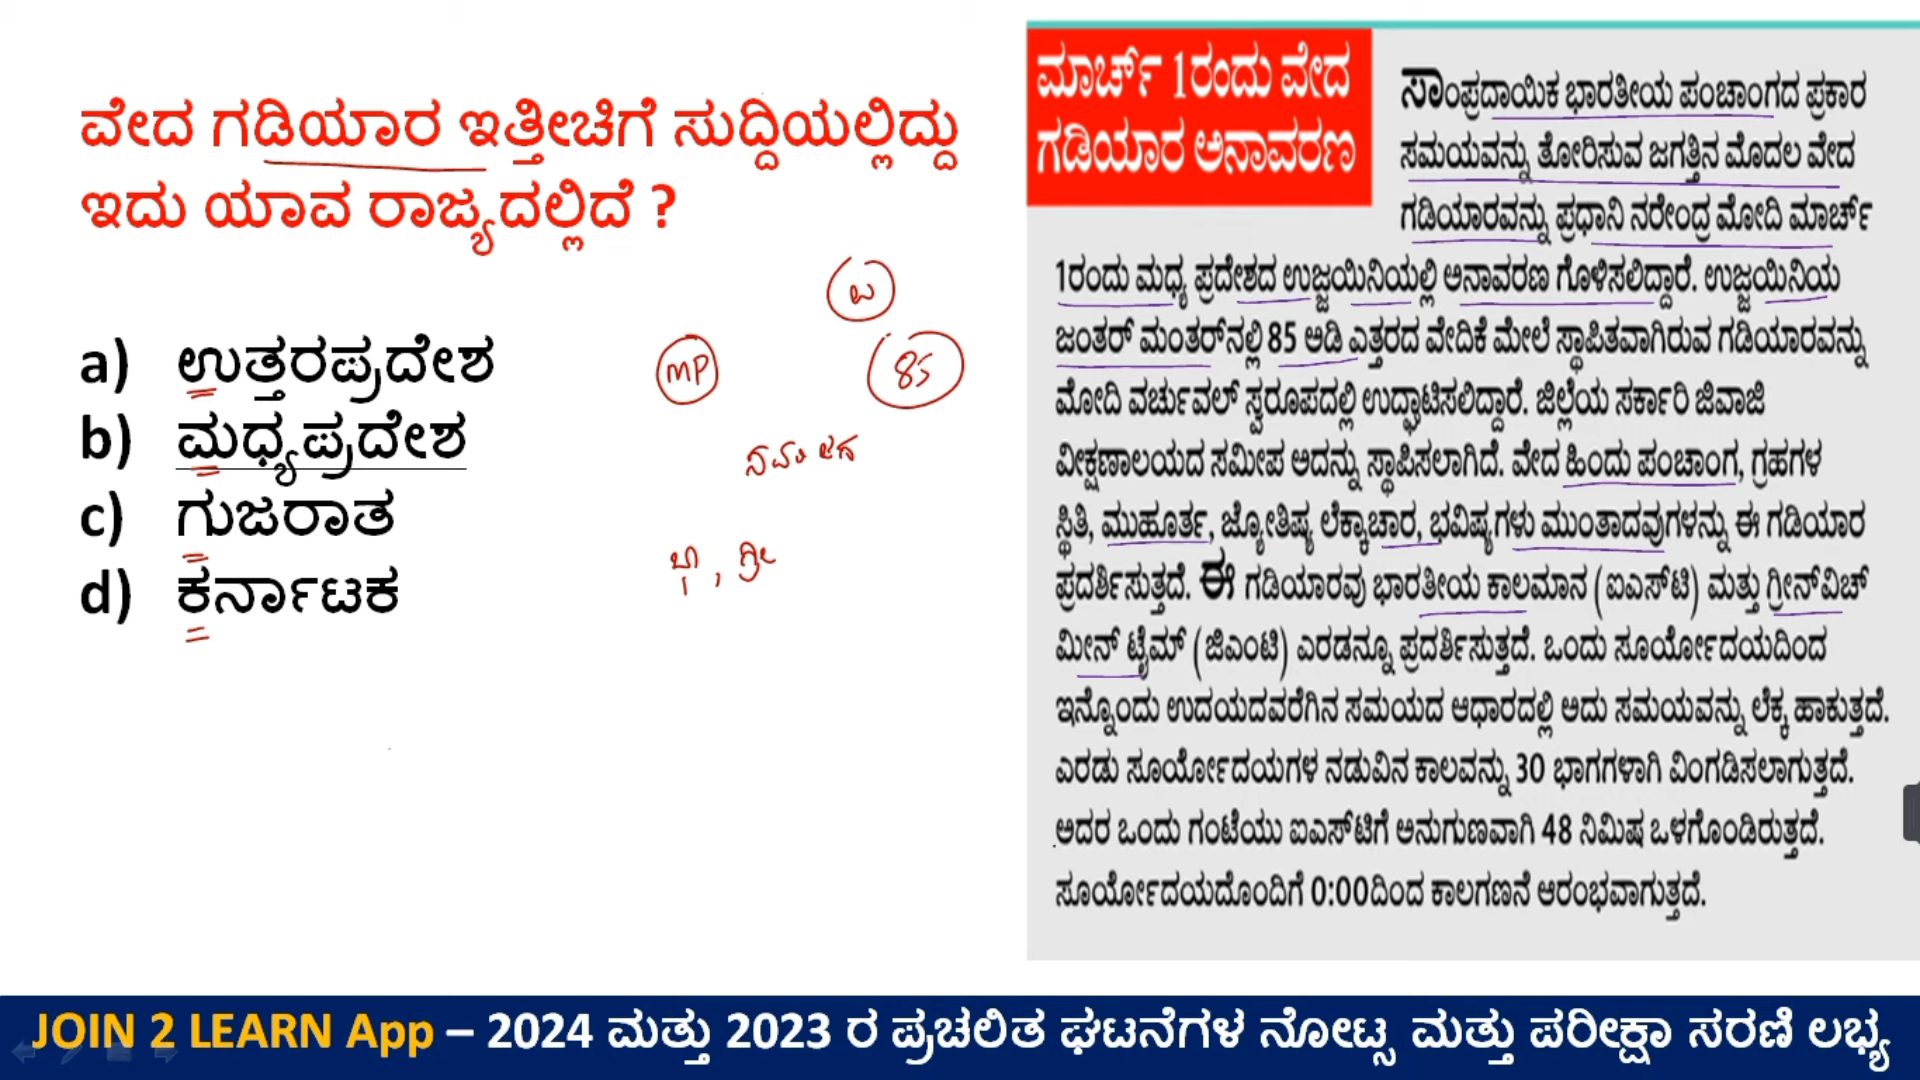 ವೇದ ಗಡಿಯಾರ ಇತ್ತೀಚಿಗೆ ಸುದ್ದಿಯಲ್ಲಿದ್ದು
ಇದು ಯಾವ ರಾಜ್ಯದಲ್ಲಿದೆ ?
a) ಉತ್ತರಪ್ರದೇಶ
b) ಮಧ್ಯಪ್ರದೇಶ
c) ಗುಜರಾತ
d) ಕರ್ನಾಟಕ
MP
85
ಮಾರ್ಚ್ 1ರಂದು ವೇದ
ಗಡಿಯಾರ ಅನಾವರಣ
ಸಾಂಪ್ರದಾಯಿಕ ಭಾರತೀಯ ಪಂಚಾಂಗದ ಪ್ರಕಾರ
ಸಮಯವನ್ನು ತೋರಿಸುವ ಜಗತ್ತಿನ ಮೊದಲ ವೇದ
ಗಡಿಯಾರವನ್ನು ಪ್ರಧಾನಿ ನರೇಂದ್ರ ಮೋದಿ ಮಾರ್ಚ್
1ರಂದು ಮಧ್ಯ ಪ್ರದೇಶದ ಉಜ್ಜಯಿನಿಯಲ್ಲಿ ಅನಾವರಣ ಗೊಳಿಸಲಿದ್ದಾರೆ. ಉಜ್ಜಯಿನಿಯ
ಜಂತರ್ ಮಂತರ್‌ನಲ್ಲಿ 85 ಅಡಿ ಎತ್ತರದ ವೇದಿಕೆ ಮೇಲೆ ಸ್ಥಾಪಿತವಾಗಿರುವ ಗಡಿಯಾರವನ್ನು
ಮೋದಿ ವರ್ಚುವಲ್ ಸ್ವರೂಪದಲ್ಲಿ ಉದ್ಘಾಟಿಸಲಿದ್ದಾರೆ. ಜಿಲ್ಲೆಯ ಸರ್ಕಾರಿ ಜಿವಾಜಿ
ವೀಕ್ಷಣಾಲಯದ ಸಮೀಪ ಅದನ್ನು ಸ್ಥಾಪಿಸಲಾಗಿದೆ. ವೇದ ಹಿಂದು ಪಂಚಾಂಗ, ಗ್ರಹಗಳ
ಸ್ಥಿತಿ, ಮುಹೂರ್ತ, ಜ್ಯೋತಿಷ್ಯ ಲೆಕ್ಕಾಚಾರ, ಭವಿಷ್ಯಗಳು ಮುಂತಾದವುಗಳನ್ನು ಈ ಗಡಿಯಾರ
ಪ್ರದರ್ಶಿಸುತ್ತದೆ. ಈ ಗಡಿಯಾರವು ಭಾರತೀಯ ಕಾಲಮಾನ (ಐಎಸ್‌ಟಿ) ಮತ್ತು ಗ್ರೀನ್‌ವಿಚ್
ಮೀನ್ ಟೈಮ್ (ಜಿಎಂಟಿ) ಎರಡನ್ನೂ ಪ್ರದರ್ಶಿಸುತ್ತದೆ. ಒಂದು ಸೂರ್ಯೋದಯದಿಂದ
ಇನ್ನೊಂದು ಉದಯದವರೆಗಿನ ಸಮಯದ ಆಧಾರದಲ್ಲಿ ಅದು ಸಮಯವನ್ನು ಲೆಕ್ಕ ಹಾಕುತ್ತದೆ.
ಎರಡು ಸೂರ್ಯೋದಯಗಳ ನಡುವಿನ ಕಾಲವನ್ನು 30 ಭಾಗಗಳಾಗಿ ವಿಂಗಡಿಸಲಾಗುತ್ತದೆ.
ಅದರ ಒಂದು ಗಂಟೆಯು ಐಎಸ್‌ಟಿಗೆ ಅನುಗುಣವಾಗಿ 48 ನಿಮಿಷ ಒಳಗೊಂಡಿರುತ್ತದೆ.
ಸೂರ್ಯೋದಯದೊಂದಿಗೆ 0:00ದಿಂದ ಕಾಲಗಣನೆ ಆರಂಭವಾಗುತ್ತದೆ.
JOIN 2 LEARN App – 2024 ಮತ್ತು 2023 ರ ಪ್ರಚಲಿತ ಘಟನೆಗಳ ನೋಟ್ಸ ಮತ್ತು ಪರೀಕ್ಷಾ ಸರಣಿ ಲಭ್ಯ